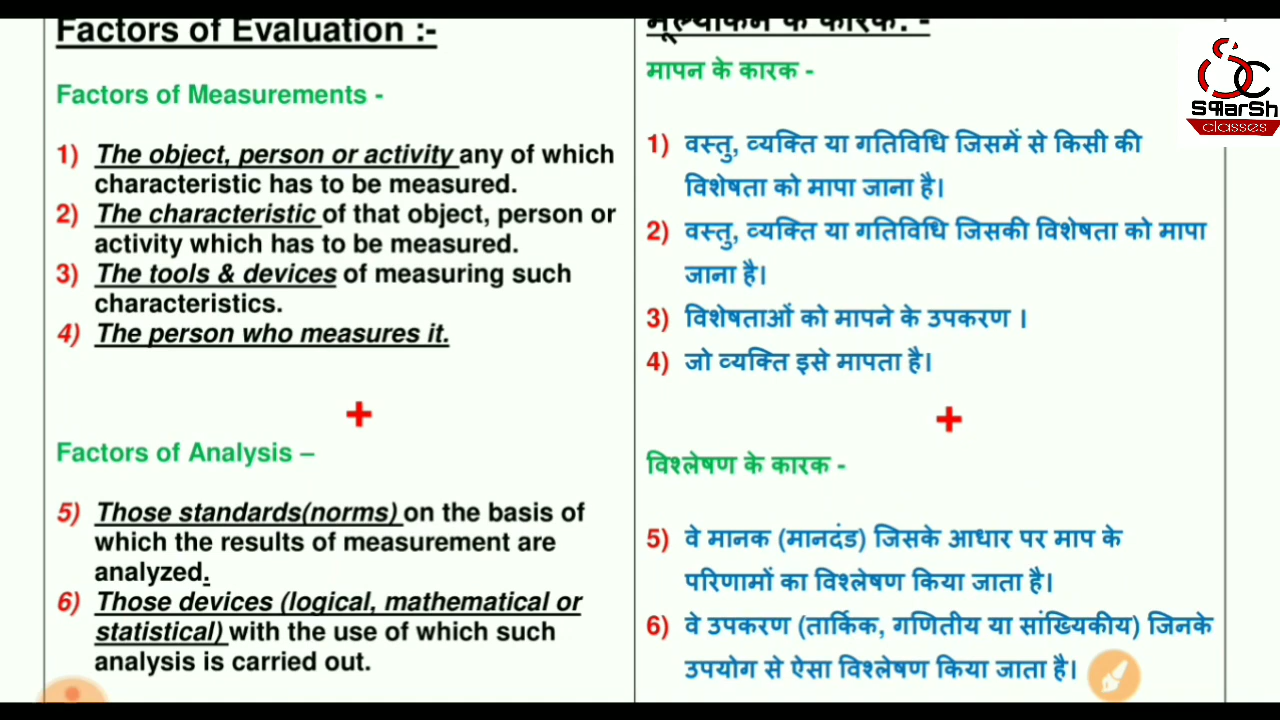 Factors of Evaluation :-
Factors of Measurements -
1) The object, person or activity any of which
characteristic has to be measured.
2) The characteristic of that object, person or
activity which has to be measured.
3) The tools & devices of measuring such
characteristics.
4) The person who measures it.
+
Factors of Analysis –
5) Those standards(norms) on the basis of
which the results of measurement are
analyzed.
6) Those devices (logical, mathematical or
statistical) with the use of which such
analysis is carried out.
मूल्यांकन के कारक: -
मापन के कारक -
1) वस्तु, व्यक्ति या गतिविधि जिसमें से किसी की
विशेषता को मापा जाना है।
2) वस्तु, व्यक्ति या गतिविधि जिसकी विशेषता को मापा
जाना है।
3) विशेषताओं को मापने के उपकरण ।
4) जो व्यक्ति इसे मापता है।
+
विश्लेषण के कारक -
5) वे मानक (मानदंड) जिसके आधार पर माप के
परिणामों का विश्लेषण किया जाता है।
6) वे उपकरण (तार्किक, गणितीय या सांख्यिकीय) जिनके
उपयोग से ऐसा विश्लेषण किया जाता है।
SParSh
classes